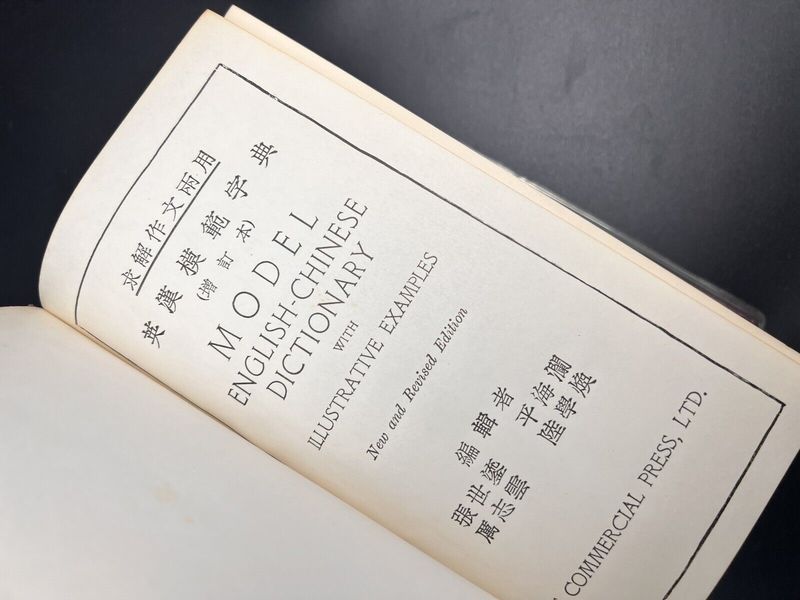 求解作文兩用
英漢模範字典
(增訂本)
MODEL
ENGLISH-CHINESE
DICTIONARY
WITH
ILLUSTRATIVE EXAMPLES
New and Revised Edition
編輯者
張世鎏 平海瀾
厲志雲 陸學煥
COMMERCIAL PRESS, LTD.